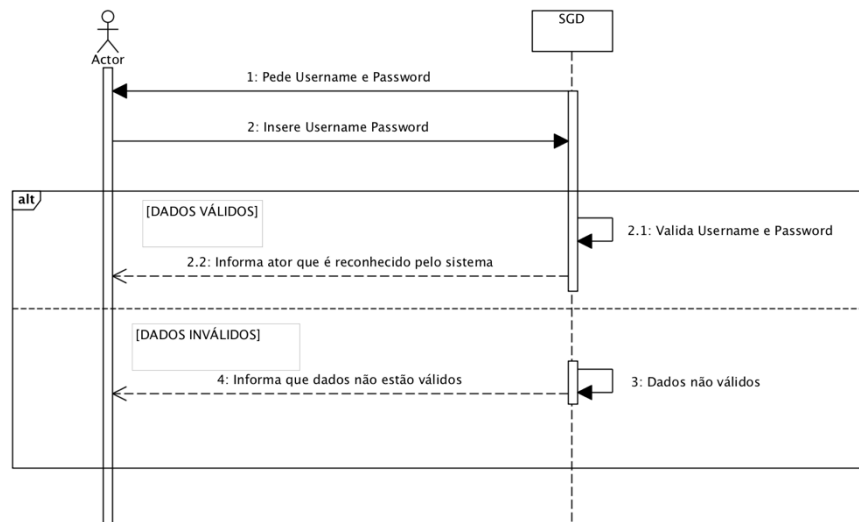 SGD
Actor
1: Pede Username e Password
2: Insere Username Password
alt
[DADOS VÁLIDOS]
2.1: Valida Username e Password
2.2: Informa ator que é reconhecido pelo sistema
[DADOS INVÁLIDOS]
4: Informa que dados não estão válidos
3: Dados não válidos